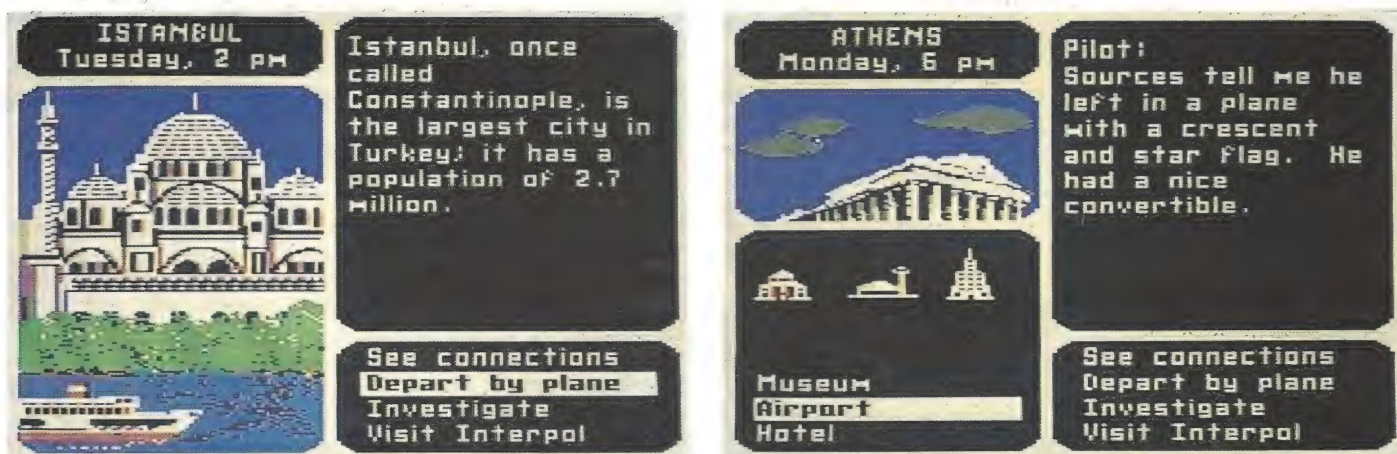 ISTANBUL
Tuesday, 2 pm
Istanbul, once
called
Constantinople, is
the largest city in
Turkey; it has a
population of 2.7
million.
See connections
Depart by plane
Investigate
Visit Interpol
ATHENS
Monday, 6 pm
Pilot:
Sources tell me he
left in a plane
with a crescent
and star flag. He
had a nice
convertible.
Museum
Airport
Hotel
See connections
Depart by plane
Investigate
Visit Interpol